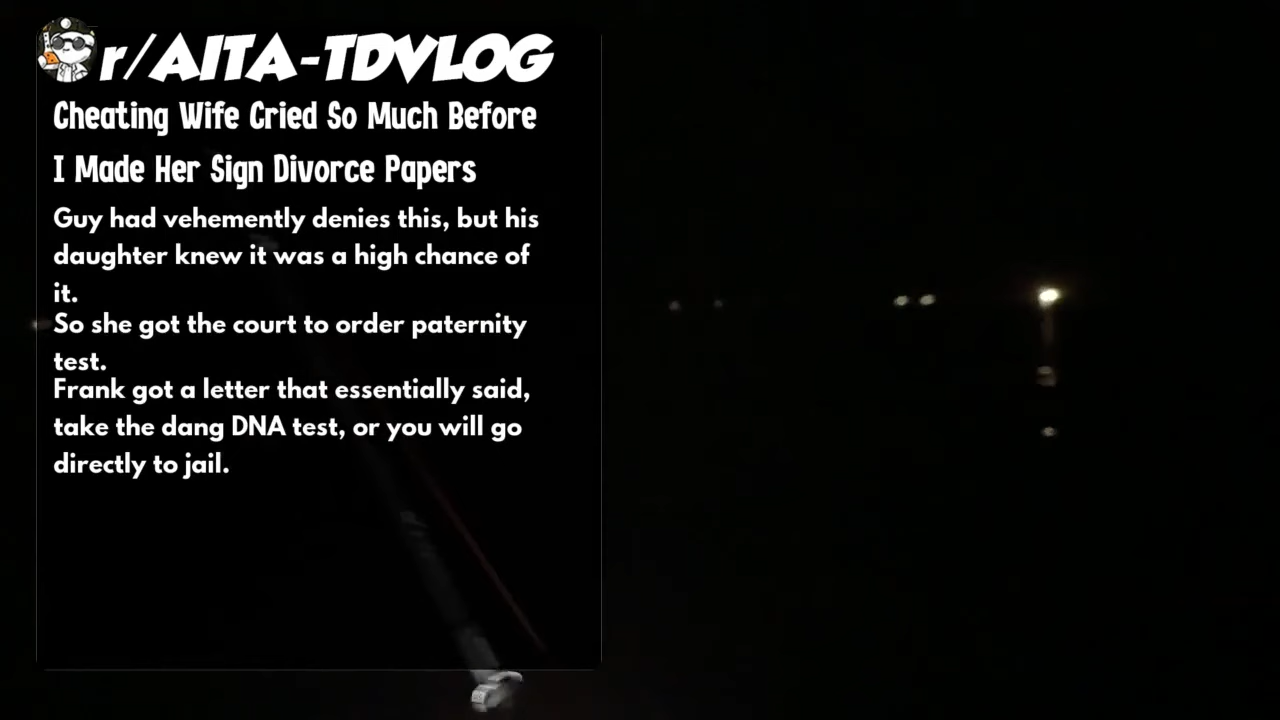 r/AITA-TDVLOG
Cheating Wife Cried So Much Before
I Made Her Sign Divorce Papers
Guy had vehemently denies this, but his
daughter knew it was a high chance of
it.
So she got the court to order paternity
test.
Frank got a letter that essentially said,
take the dang DNA test, or you will go
directly to jail.